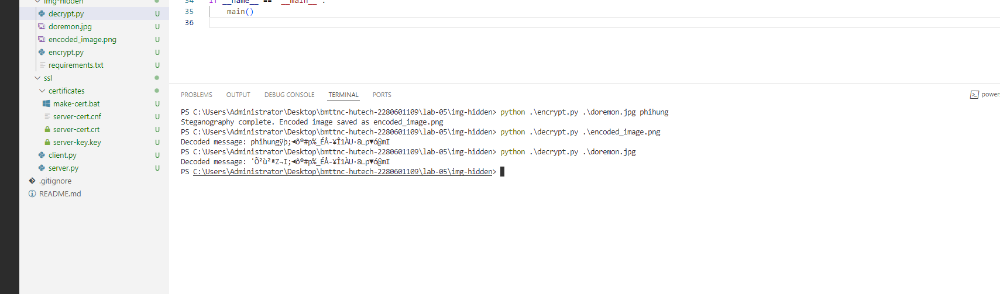 img-hidden
decrypt.py U
doremon.jpg U
encoded_image.png U
encrypt.py U
requirements.txt U
ssl
certificates
make-cert.bat U
server-cert.cnf U
server-cert.crt U
server-key.key U
client.py U
server.py U
.gitignore
README.md
34 if __name__ == "__main__":
35 main()
36
PROBLEMS OUTPUT DEBUG CONSOLE TERMINAL PORTS powers
PS C:\Users\Administrator\Desktop\bmttnc-hutech-2280601109\lab-05\img-hidden> python .\encrypt.py .\doremon.jpg phihung
Steganography complete. Encoded image saved as encoded_image.png
PS C:\Users\Administrator\Desktop\bmttnc-hutech-2280601109\lab-05\img-hidden> python .\decrypt.py .\encoded_image.png
Decoded message: phihungÿþ;◄ô®#p%_ÉÅ-¥Î1ÀU·8∟p▼ó@mI
PS C:\Users\Administrator\Desktop\bmttnc-hutech-2280601109\lab-05\img-hidden> python .\decrypt.py .\doremon.jpg
Decoded message: 'Õ²ù²ªZ¬I;◄ô®#p%_ÉÅ-¥Î1ÀU·8∟p▼ó@mI
PS C:\Users\Administrator\Desktop\bmttnc-hutech-2280601109\lab-05\img-hidden>